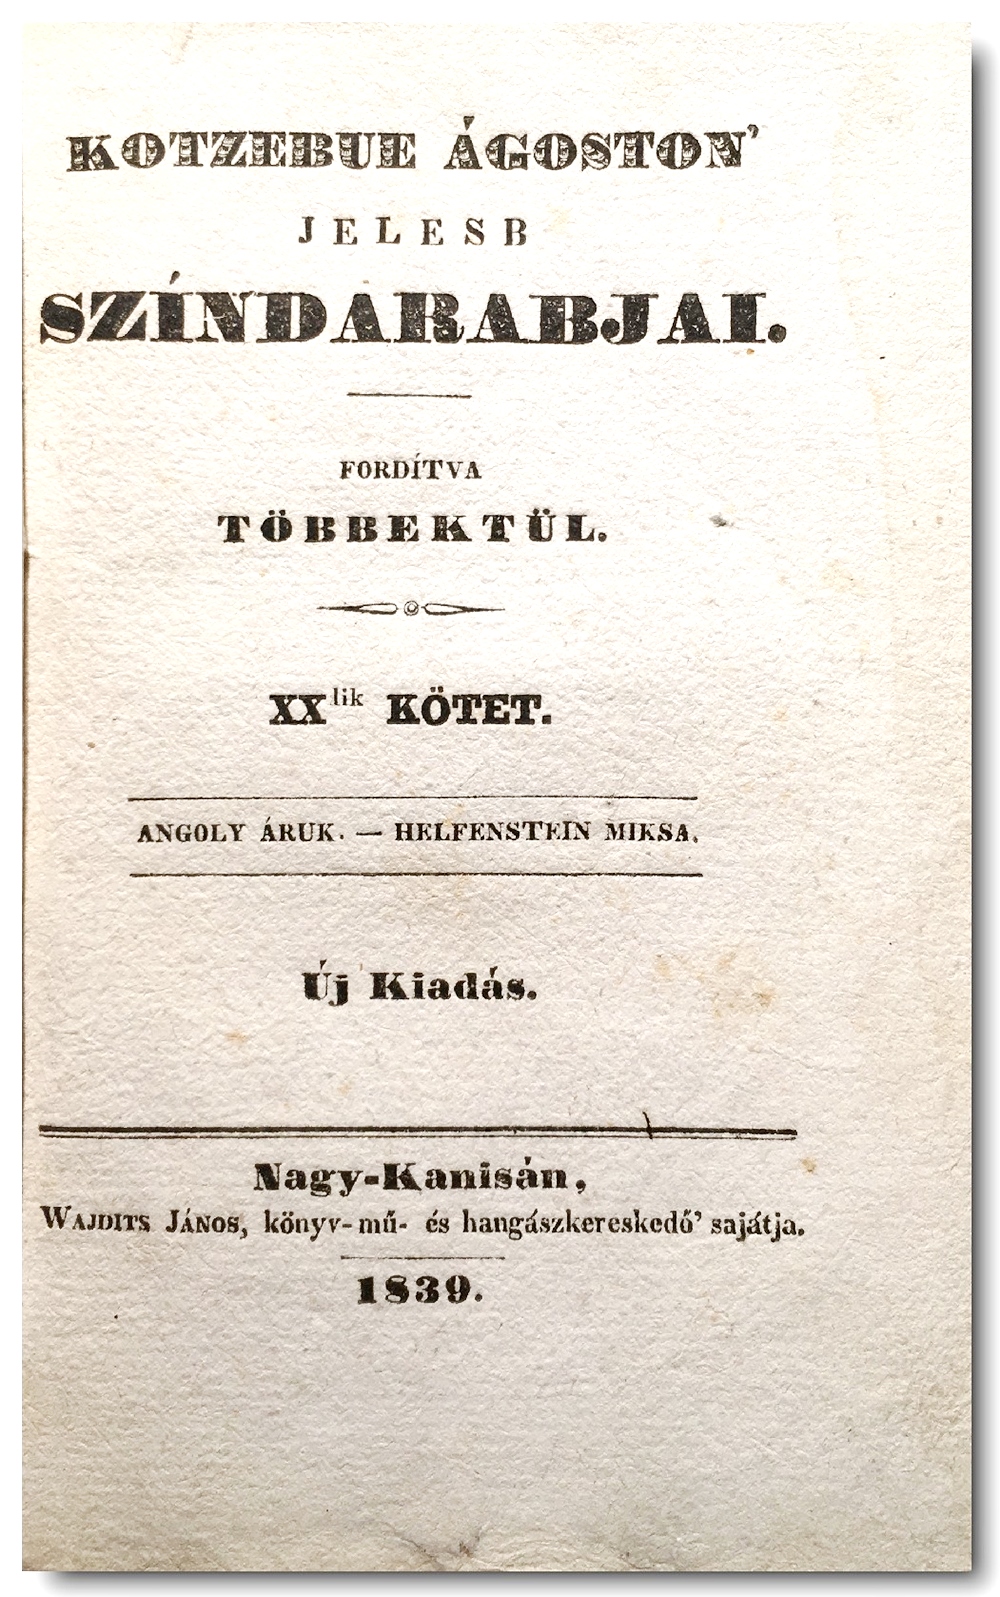 KOTZEBUE ÁGOSTON'
JELESB
SZÍNDARABJAI.
FORDÍTVA
TÖBBEKTÜL.
XXlik KÖTET.
ANGOLY ÁRUK. — HELFENSTEIN MIKSA.
Új Kiadás.
Nagy-Kanisán,
WAJDITS JÁNOS, könyv- mű- és hangászkereskedő' sajátja.
1839.